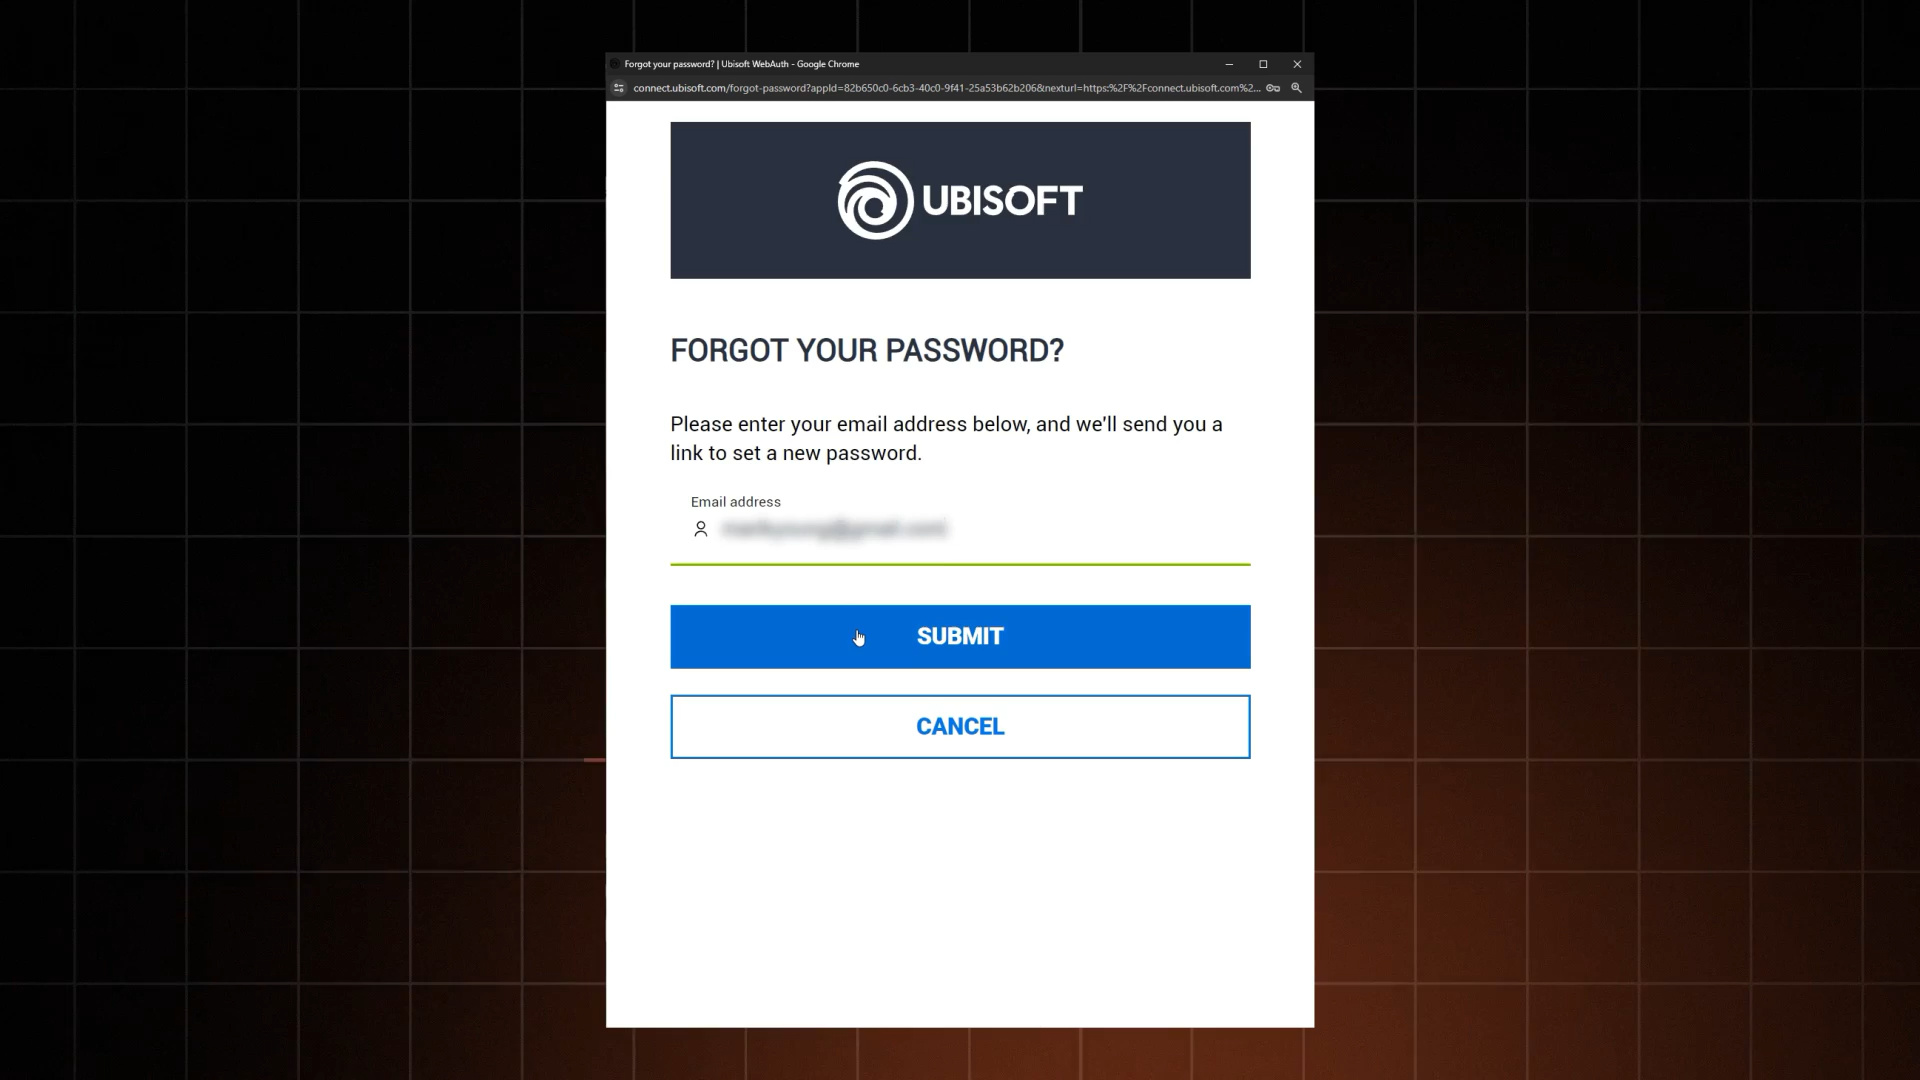 Forgot your password? | Ubisoft WebAuth - Google Chrome
connect.ubisoft.com/forgot-password?appId=82b650c0-6cb3-40c0-9f41-25a53b62b206&nexturl=https:%2F%2Fconnect.ubisoft.com%2...
UBISOFT
FORGOT YOUR PASSWORD?
Please enter your email address below, and we'll send you a
link to set a new password.
Email address
SUBMIT
CANCEL